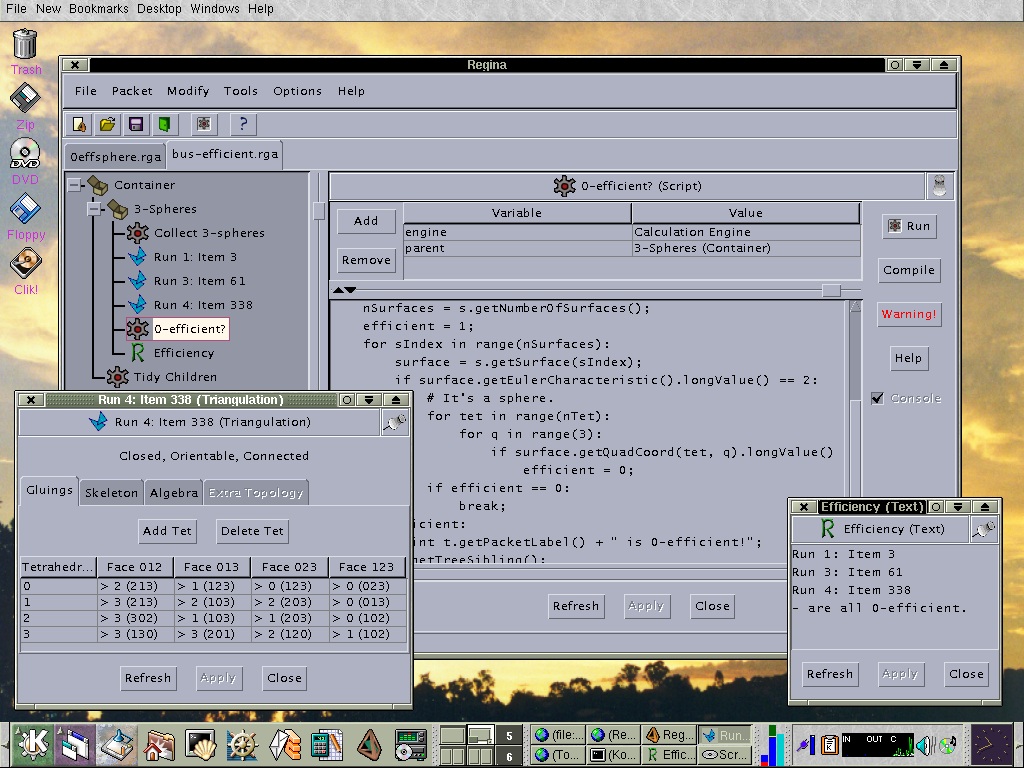 File New Bookmarks Desktop Windows Help
Trash
Zip
DVD
DVD
Floppy
Clik!
Regina
File Packet Modify Tools Options Help
?
0effsphere.rga bus-efficient.rga
Container
3-Spheres
Collect 3-spheres
Run 1: Item 3
Run 3: Item 61
Run 4: Item 338
0-efficient?
R Efficiency
Tidy Children
0-efficient? (Script)
Add
Remove
Variable Value
engine Calculation Engine
parent 3-Spheres (Container)
Run
Compile
Warning!
Help
Console
nSurfaces = s.getNumberOfSurfaces();
efficient = 1;
for sIndex in range(nSurfaces):
surface = s.getSurface(sIndex);
if surface.getEulerCharacteristic().longValue() == 2:
# It's a sphere.
for tet in range(nTet):
for q in range(3):
if surface.getQuadCoord(tet, q).longValue()
efficient = 0;
if efficient == 0:
break;
icient:
int t.getPacketLabel() + " is 0-efficient!";
etTreeSibling();
Refresh Apply Close
Run 4: Item 338 (Triangulation)
Run 4: Item 338 (Triangulation)
Closed, Orientable, Connected
Gluings Skeleton Algebra Extra Topology
Add Tet Delete Tet
Tetrahedr... Face 012 Face 013 Face 023 Face 123
0 > 2 (213) > 1 (123) > 0 (123) > 0 (023)
1 > 3 (213) > 2 (103) > 2 (203) > 0 (013)
2 > 3 (302) > 1 (103) > 1 (203) > 0 (102)
3 > 3 (130) > 3 (201) > 2 (120) > 1 (102)
Refresh Apply Close
Efficiency (Text)
R Efficiency (Text)
Run 1: Item 3
Run 3: Item 61
Run 4: Item 338
- are all 0-efficient.
Refresh Apply Close
K
5
6
(file:... (Re... Reg... Run...
(To... (Ko... R Effic... Scr...
IN OUT C